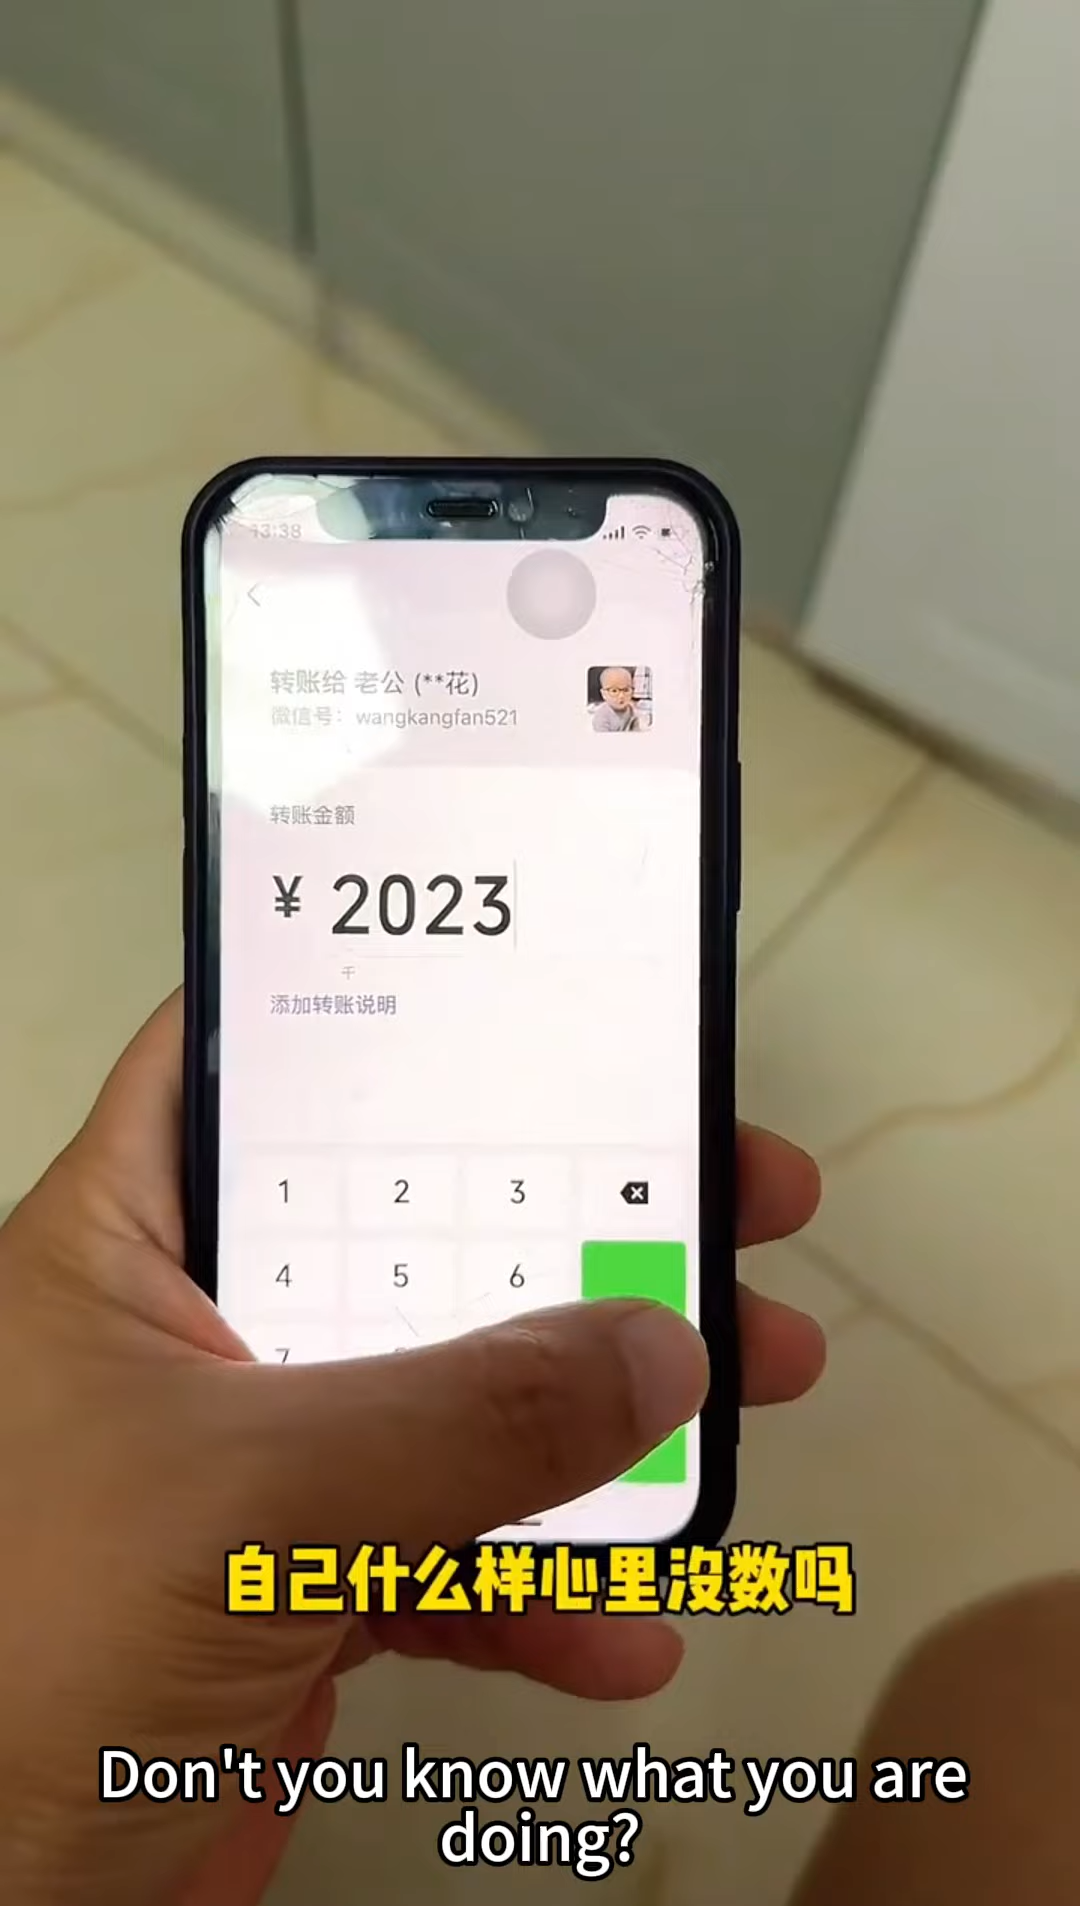 13:38
转账给 老公 (**花)
微信号: wangkangfan521
转账金额
¥ 2023
千
添加转账说明
1 2 3
4 5 6
7
自己什么样心里没数吗
Don't you know what you are
doing?